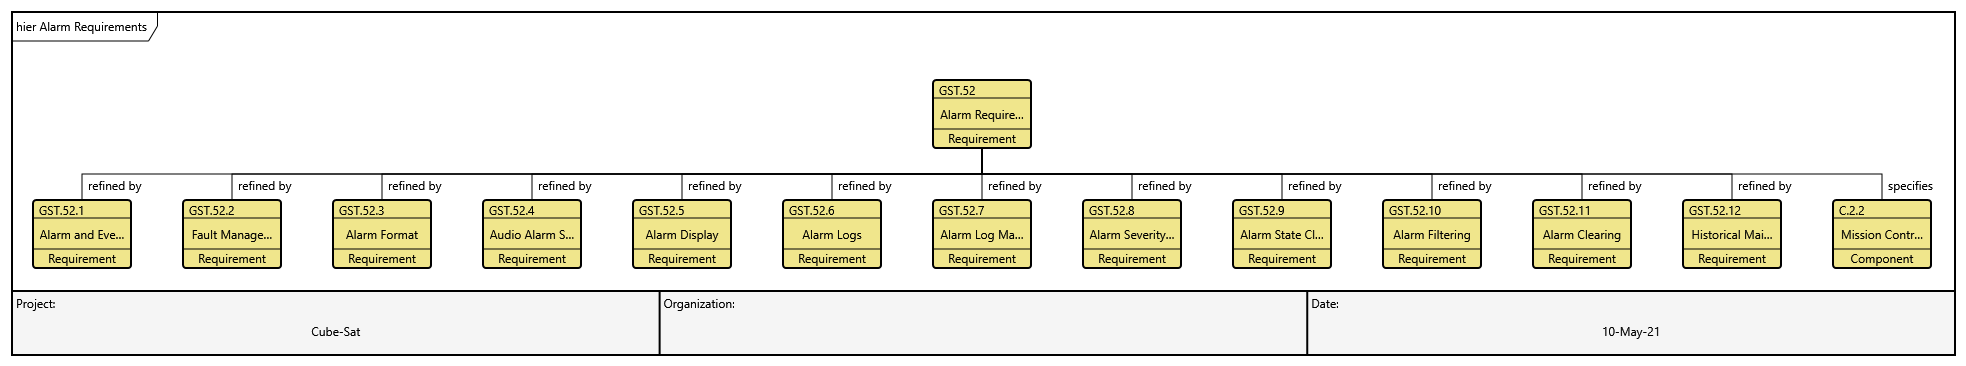 hier Alarm Requirements
GST.52
Alarm Require...
Requirement
refined by
refined by
refined by
refined by
refined by
refined by
refined by
refined by
refined by
refined by
refined by
refined by
specifies
GST.52.1
Alarm and Eve...
Requirement
GST.52.2
Fault Manage...
Requirement
GST.52.3
Alarm Format
Requirement
GST.52.4
Audio Alarm S...
Requirement
GST.52.5
Alarm Display
Requirement
GST.52.6
Alarm Logs
Requirement
GST.52.7
Alarm Log Ma...
Requirement
GST.52.8
Alarm Severity...
Requirement
GST.52.9
Alarm State Cl...
Requirement
GST.52.10
Alarm Filtering
Requirement
GST.52.11
Alarm Clearing
Requirement
GST.52.12
Historical Mai...
Requirement
C.2.2
Mission Contr...
Component
Project:
Cube-Sat
Organization:
Date:
10-May-21